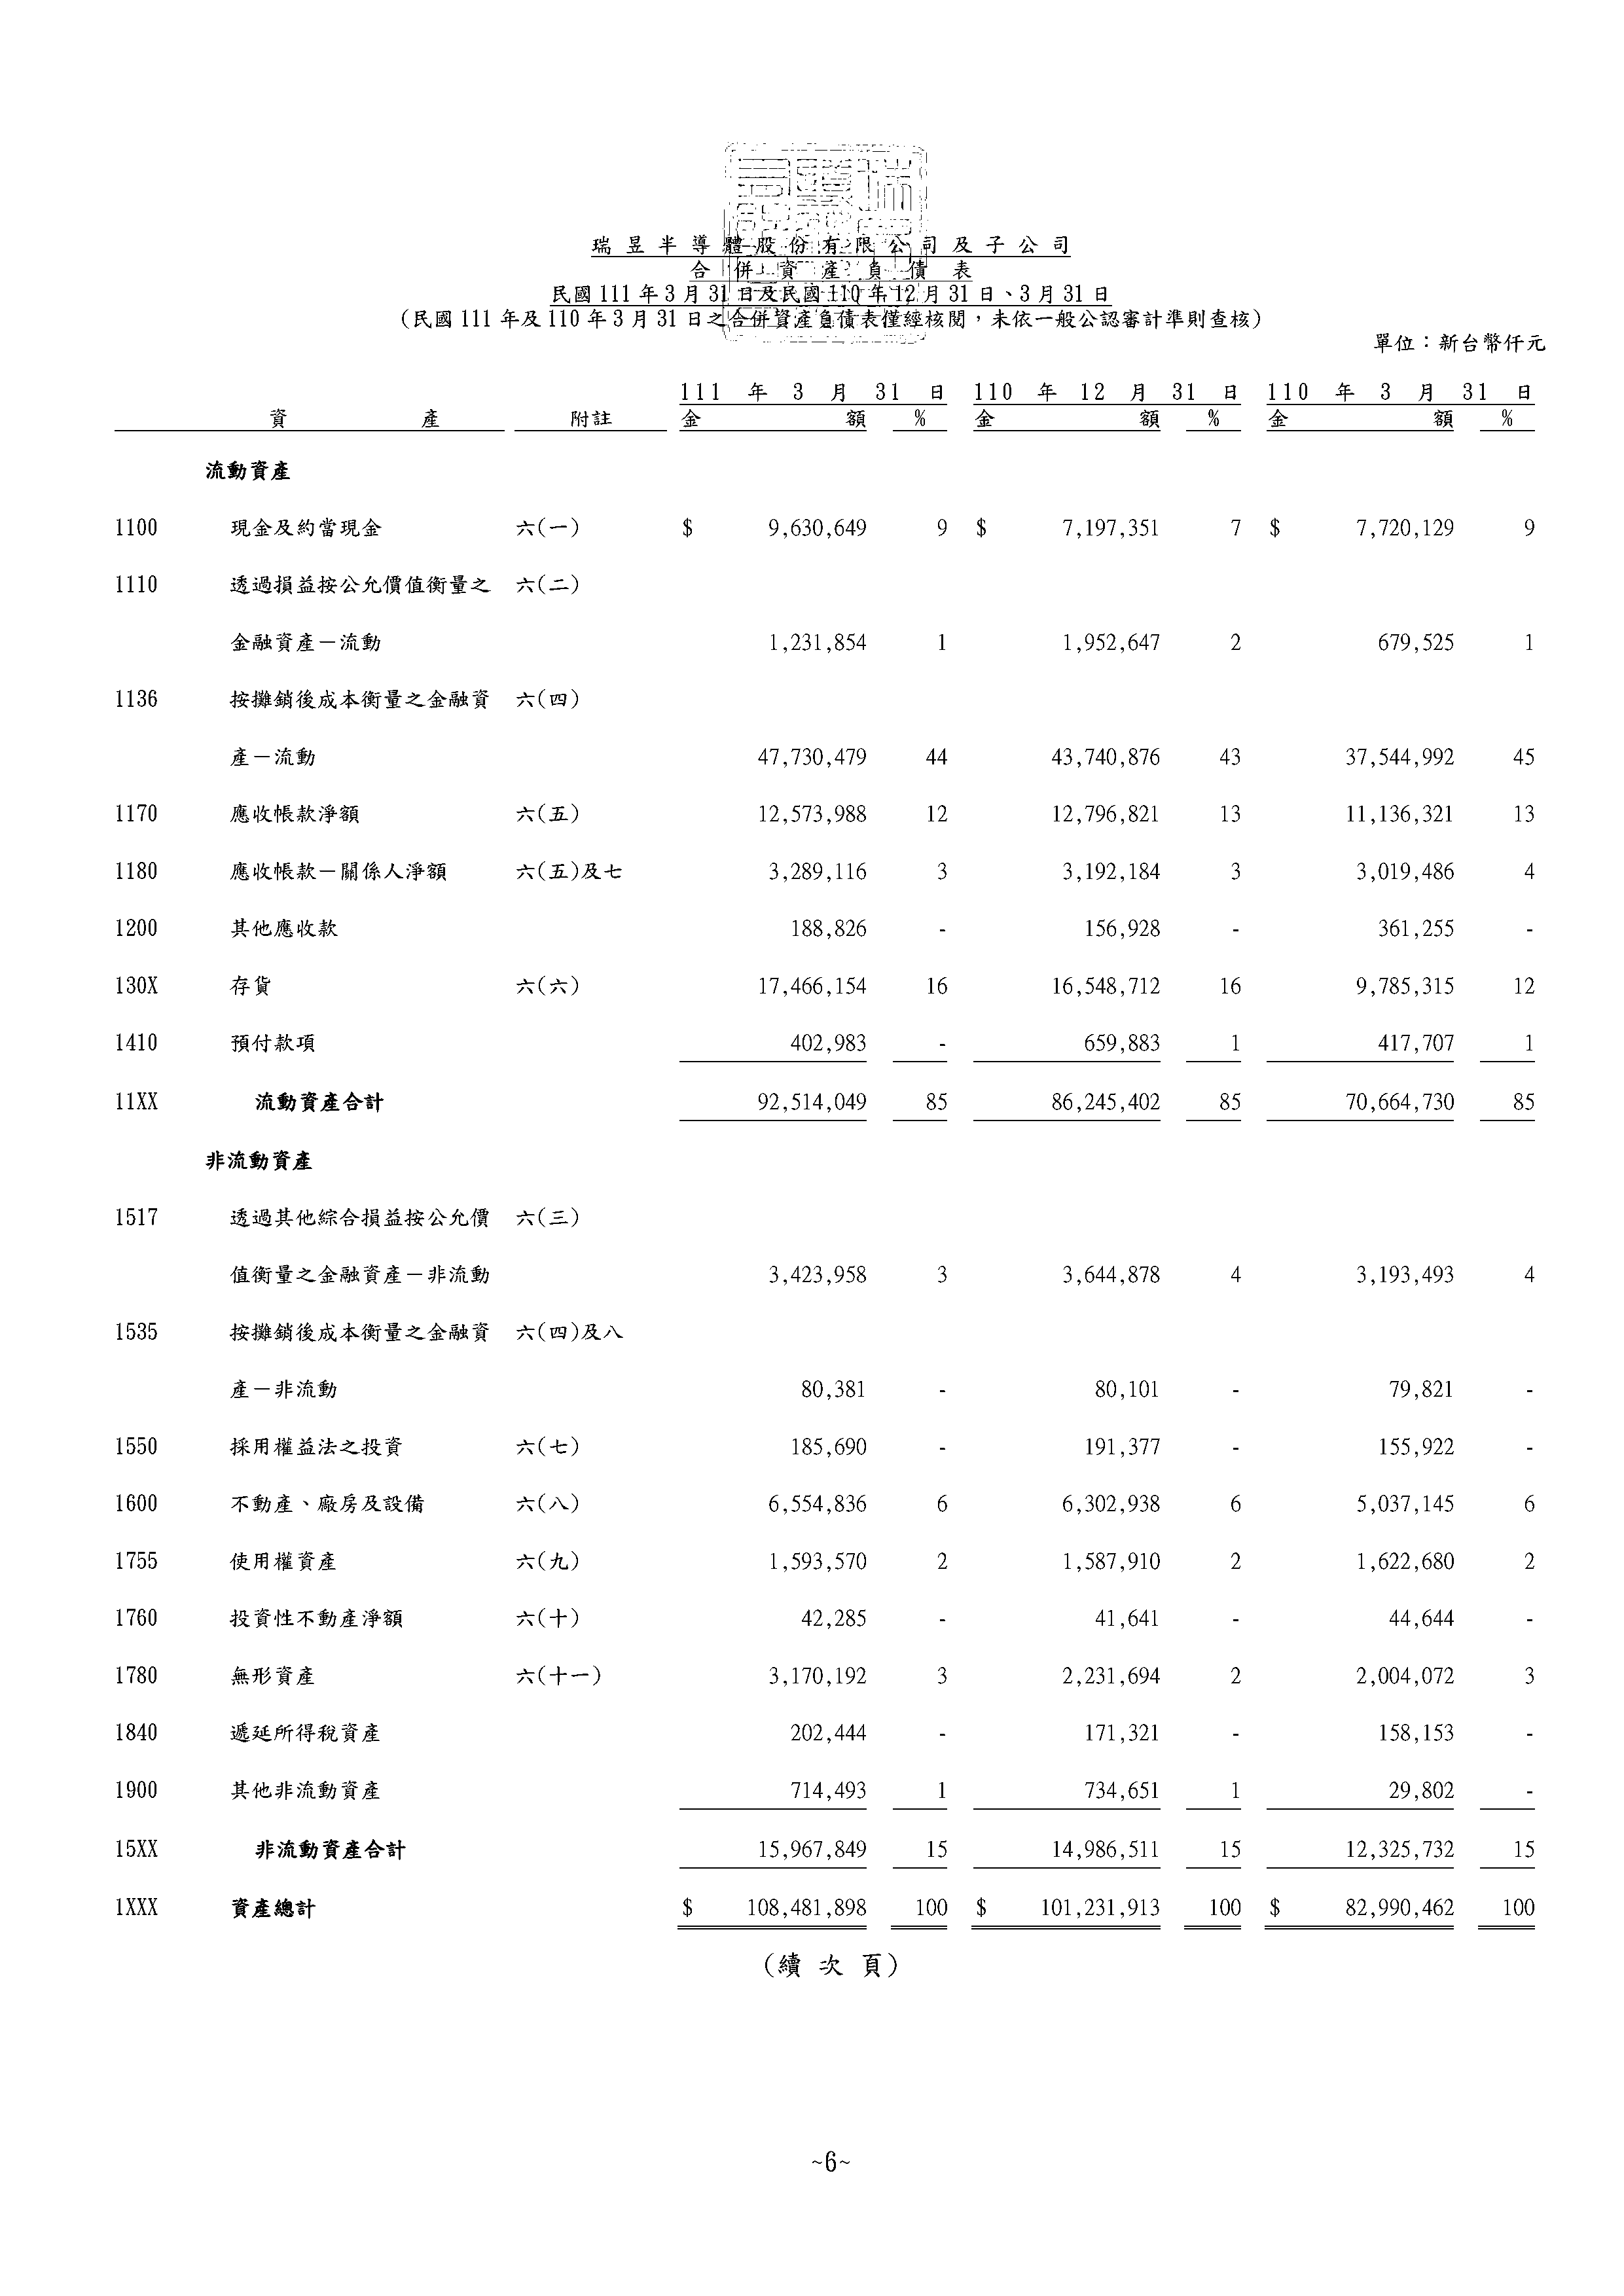 瑞昱半導體股份有限公司及子公司
合併資產負債表
民國111年3月31日及民國110年12月31日、3月31日
(民國111年及110年3月31日之合併資產負債表僅經核閱，未依一般公認審計準則查核)
單位：新台幣仟元
111 年 3 月 31 日 110 年 12 月 31 日 110 年 3 月 31 日
資 產 附註 金 額 % 金 額 % 金 額 %
流動資產
1100 現金及約當現金 六(一) $ 9,630,649 9 $ 7,197,351 7 $ 7,720,129 9
1110 透過損益按公允價值衡量之 六(二)
金融資產－流動 1,231,854 1 1,952,647 2 679,525 1
1136 按攤銷後成本衡量之金融資 六(四)
產－流動 47,730,479 44 43,740,876 43 37,544,992 45
1170 應收帳款淨額 六(五) 12,573,988 12 12,796,821 13 11,136,321 13
1180 應收帳款－關係人淨額 六(五)及七 3,289,116 3 3,192,184 3 3,019,486 4
1200 其他應收款 188,826 - 156,928 - 361,255 -
130X 存貨 六(六) 17,466,154 16 16,548,712 16 9,785,315 12
1410 預付款項 402,983 - 659,883 1 417,707 1
11XX 流動資產合計 92,514,049 85 86,245,402 85 70,664,730 85
非流動資產
1517 透過其他綜合損益按公允價 六(三)
值衡量之金融資產－非流動 3,423,958 3 3,644,878 4 3,193,493 4
1535 按攤銷後成本衡量之金融資 六(四)及八
產－非流動 80,381 - 80,101 - 79,821 -
1550 採用權益法之投資 六(七) 185,690 - 191,377 - 155,922 -
1600 不動產、廠房及設備 六(八) 6,554,836 6 6,302,938 6 5,037,145 6
1755 使用權資產 六(九) 1,593,570 2 1,587,910 2 1,622,680 2
1760 投資性不動產淨額 六(十) 42,285 - 41,641 - 44,644 -
1780 無形資產 六(十一) 3,170,192 3 2,231,694 2 2,004,072 3
1840 遞延所得稅資產 202,444 - 171,321 - 158,153 -
1900 其他非流動資產 714,493 1 734,651 1 29,802 -
15XX 非流動資產合計 15,967,849 15 14,986,511 15 12,325,732 15
1XXX 資產總計 $ 108,481,898 100 $ 101,231,913 100 $ 82,990,462 100
(續 次 頁)
~6~